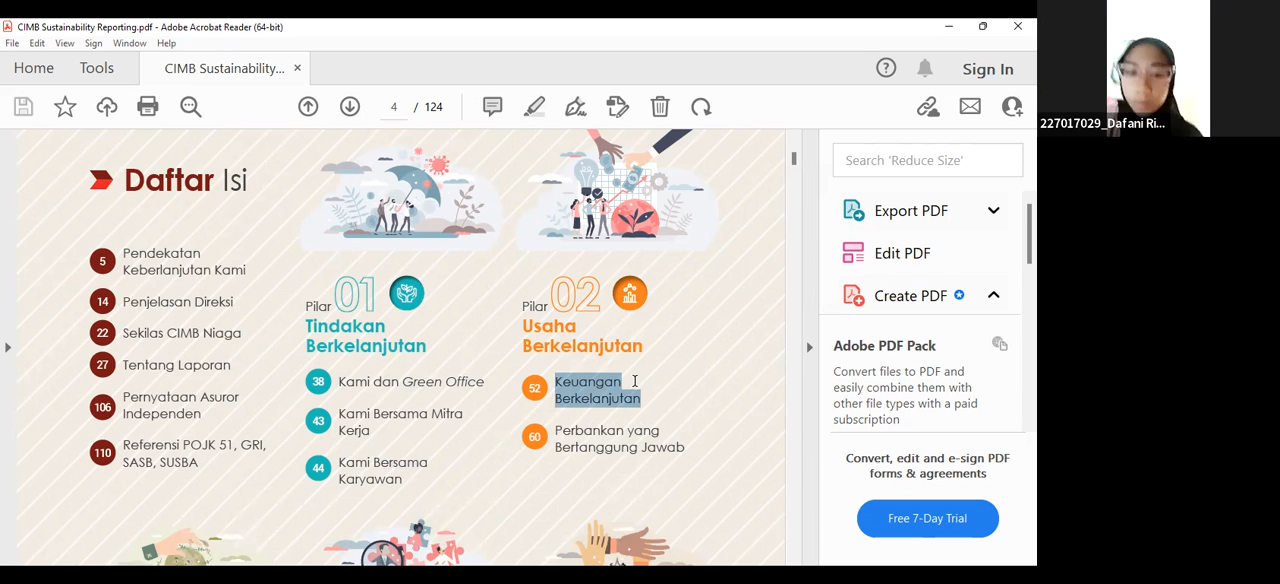 CIMB Sustainability Reporting.pdf - Adobe Acrobat Reader (64-bit)
File Edit View Sign Window Help
Home Tools CIMB Sustainability... ×
Sign In
4 / 124
227017029_Dafani Ri...
Daftar Isi
5 Pendekatan
Keberlanjutan Kami
14 Penjelasan Direksi
22 Sekilas CIMB Niaga
27 Tentang Laporan
106 Pernyataan Asuror
Independen
110 Referensi POJK 51, GRI,
SASB, SUSBA
Pilar 01
Tindakan
Berkelanjutan
38 Kami dan Green Office
43 Kami Bersama Mitra
Kerja
44 Kami Bersama
Karyawan
Pilar 02
Usaha
Berkelanjutan
52 Keuangan
Berkelanjutan
60 Perbankan yang
Bertanggung Jawab
Search 'Reduce Size'
Export PDF
Edit PDF
Create PDF
Adobe PDF Pack
Convert files to PDF and
easily combine them with
other file types with a paid
subscription
Convert, edit and e-sign PDF
forms & agreements
Free 7-Day Trial